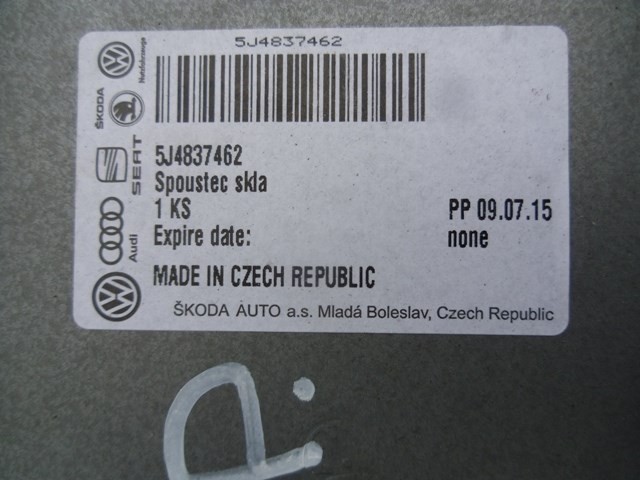 5J4837462
Nutzfahrzeuge
ŠKODA
SEAT
Audi
5J4837462
Spoustec skla
1 KS
PP 09.07.15
Expire date:
none
MADE IN CZECH REPUBLIC
ŠKODA AUTO a.s. Mladá Boleslav, Czech Republic